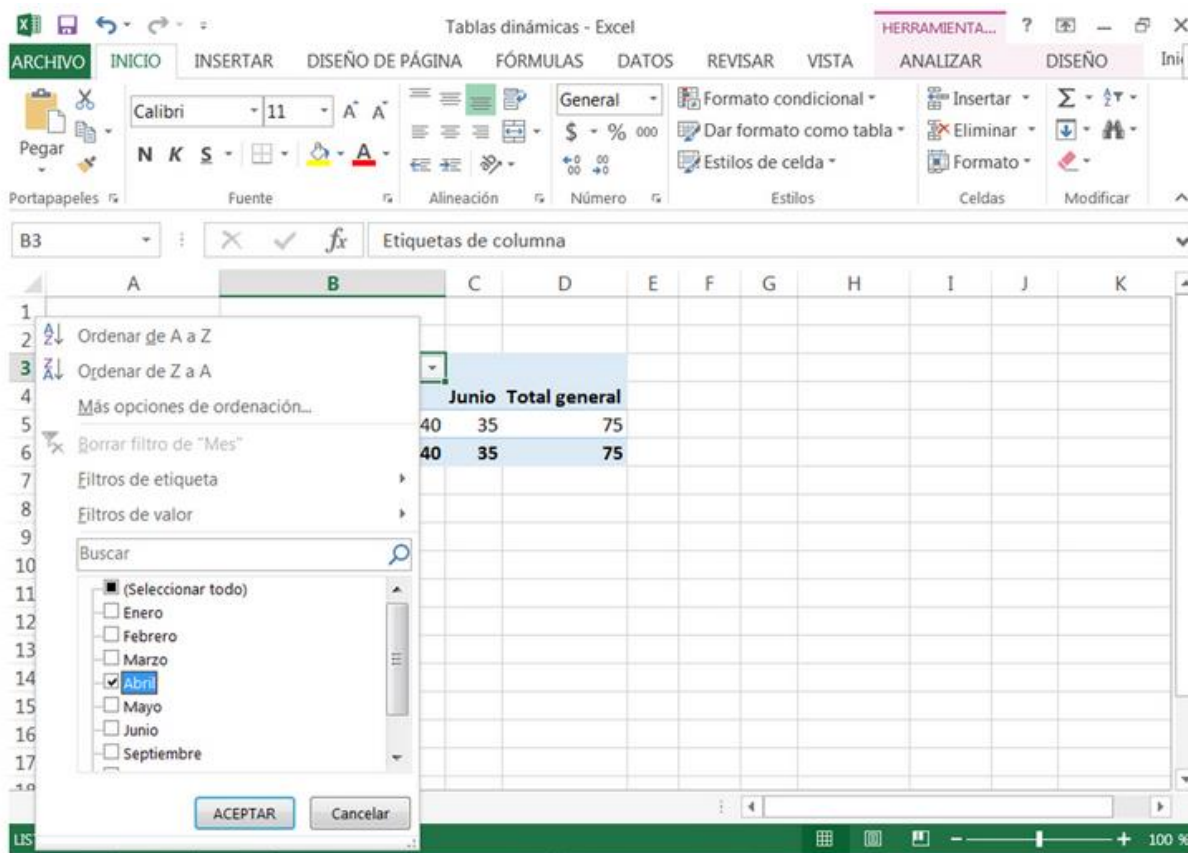 Tablas dinámicas - Excel
HERRAMIENTA... ?
ARCHIVO INICIO INSERTAR DISEÑO DE PÁGINA FÓRMULAS DATOS REVISAR VISTA ANALIZAR DISEÑO
Pegar
Calibri 11
General
Formato condicional
Insertar
N K S A
$ % 000
Dar formato como tabla
Eliminar
Estilos de celda
Formato
Portapapeles Fuente Alineación Número Estilos Celdas Modificar
B3 fx Etiquetas de columna
A B C D E F G H I J K
1
2 Ordenar de A a Z
3 Ordenar de Z a A
4 Más opciones de ordenación... Junio Total general
5 40 35 75
6 Borrar filtro de "Mes" 40 35 75
7 Filtros de etiqueta
8 Filtros de valor
9
10 Buscar
11 (Seleccionar todo)
12 Enero
Febrero
13 Marzo
14 Abril
15 Mayo
16 Junio
17 Septiembre
ACEPTAR Cancelar
100 %